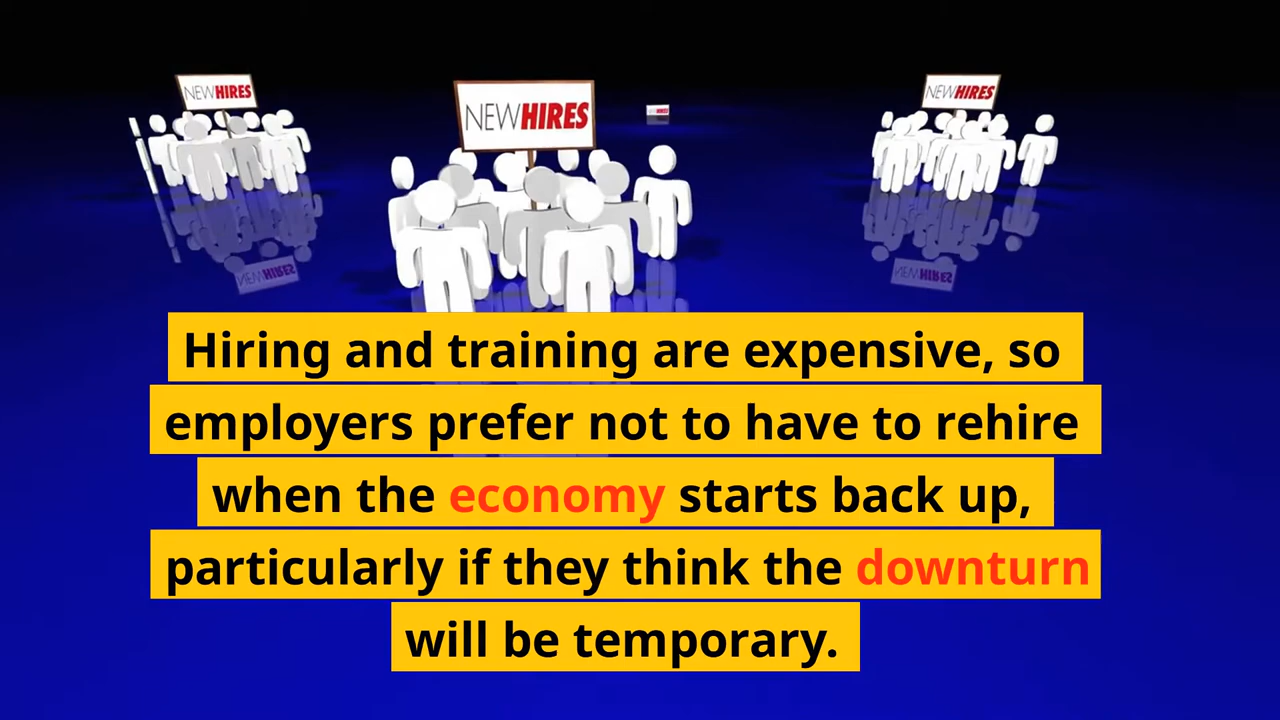 NEWHIRES
NEWHIRES
NEWHIRES
Hiring and training are expensive, so
employers prefer not to have to rehire
when the economy starts back up,
particularly if they think the downturn
will be temporary.